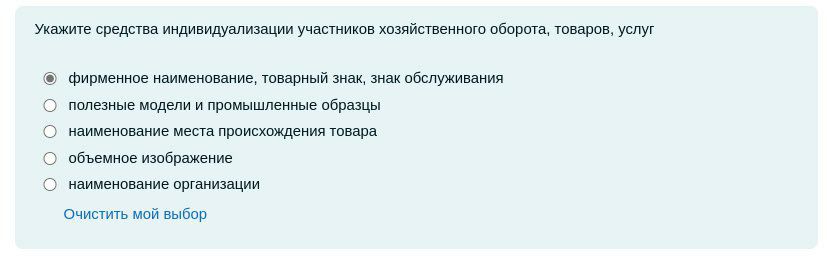 Укажите средства индивидуализации участников хозяйственного оборота, товаров, услуг
фирменное наименование, товарный знак, знак обслуживания
полезные модели и промышленные образцы
наименование места происхождения товара
объемное изображение
наименование организации
Очистить мой выбор